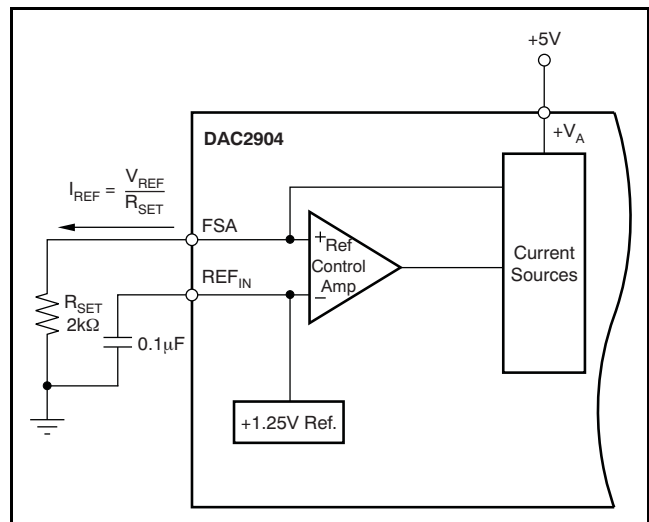 +5V
+V_A
DAC2904
I_REF = V_REF / R_SET
FSA
+
Ref
Control
Amp
−
REF_IN
Current
Sources
R_SET
2kΩ
0.1μF
+1.25V Ref.